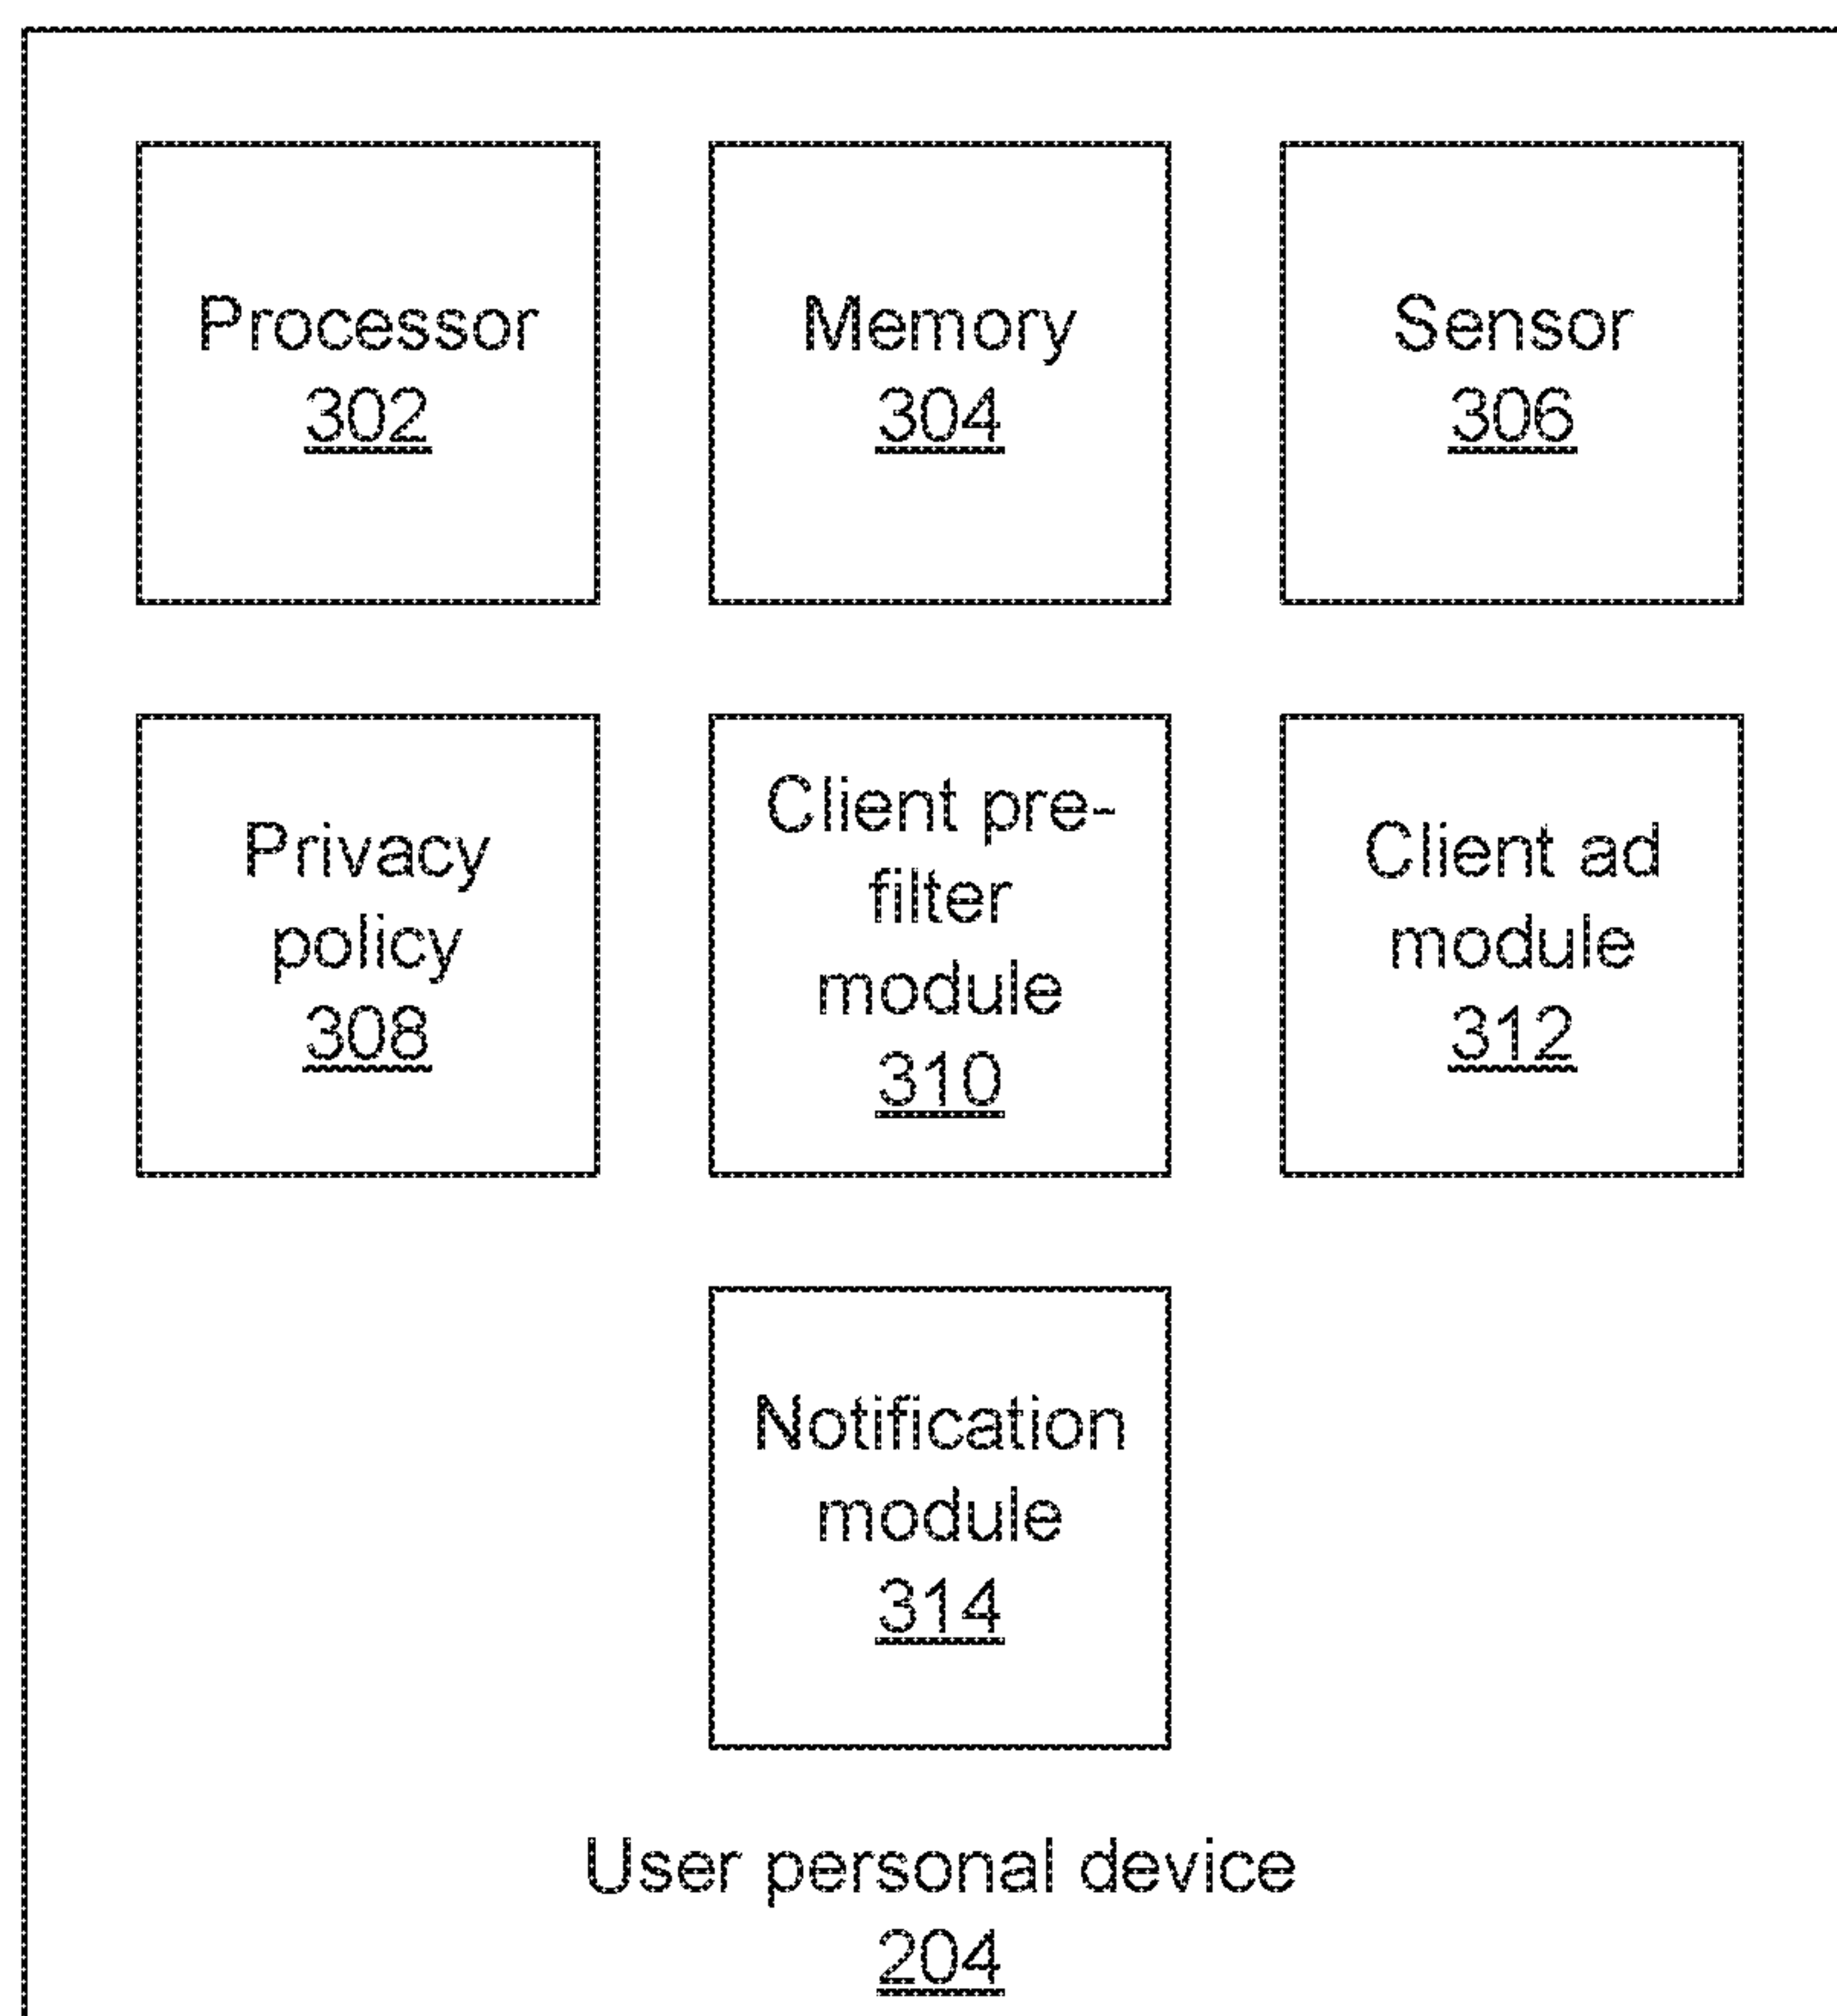 Processor
302
Memory
304
Sensor
306
Privacy
policy
308
Client pre-
filter
module
310
Client ad
module
312
Notification
module
314
User personal device
204